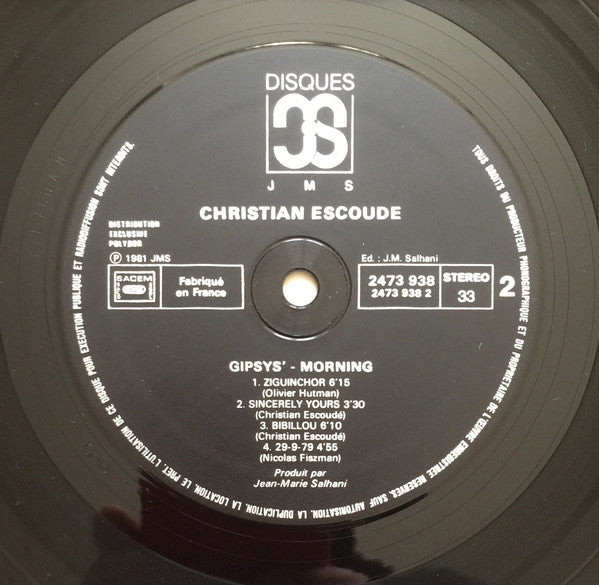 DISQUES
JMS
CHRISTIAN ESCOUDE
DISTRIBUTION
EXCLUSIVE
POLYDOR
Ⓟ 1981 JMS
SACEM
Fabriqué
en France
Ed. : J.M. Salhani
2473 938
2473 938 2
STEREO
33
2
GIPSYS' - MORNING
1. ZIGUINCHOR 6'15
(Olivier Hutman)
2. SINCERELY YOURS 3'30
(Christian Escoudé)
3. BIBILLOU 6'10
(Christian Escoudé)
4. 29-9-79 4'55
(Nicolas Fiszman)
Produit par
Jean-Marie Salhani
TOUS DROITS DU PRODUCTEUR PHONOGRAPHIQUE ET DU PROPRIETAIRE DE L'ŒUVRE ENREGISTREE RESERVES. SAUF AUTORISATION, LA DUPLICATION, LA LOCATION, LE PRET, L'UTILISATION DE CE DISQUE POUR EXECUTION PUBLIQUE ET RADIODIFFUSION SONT INTERDITS.